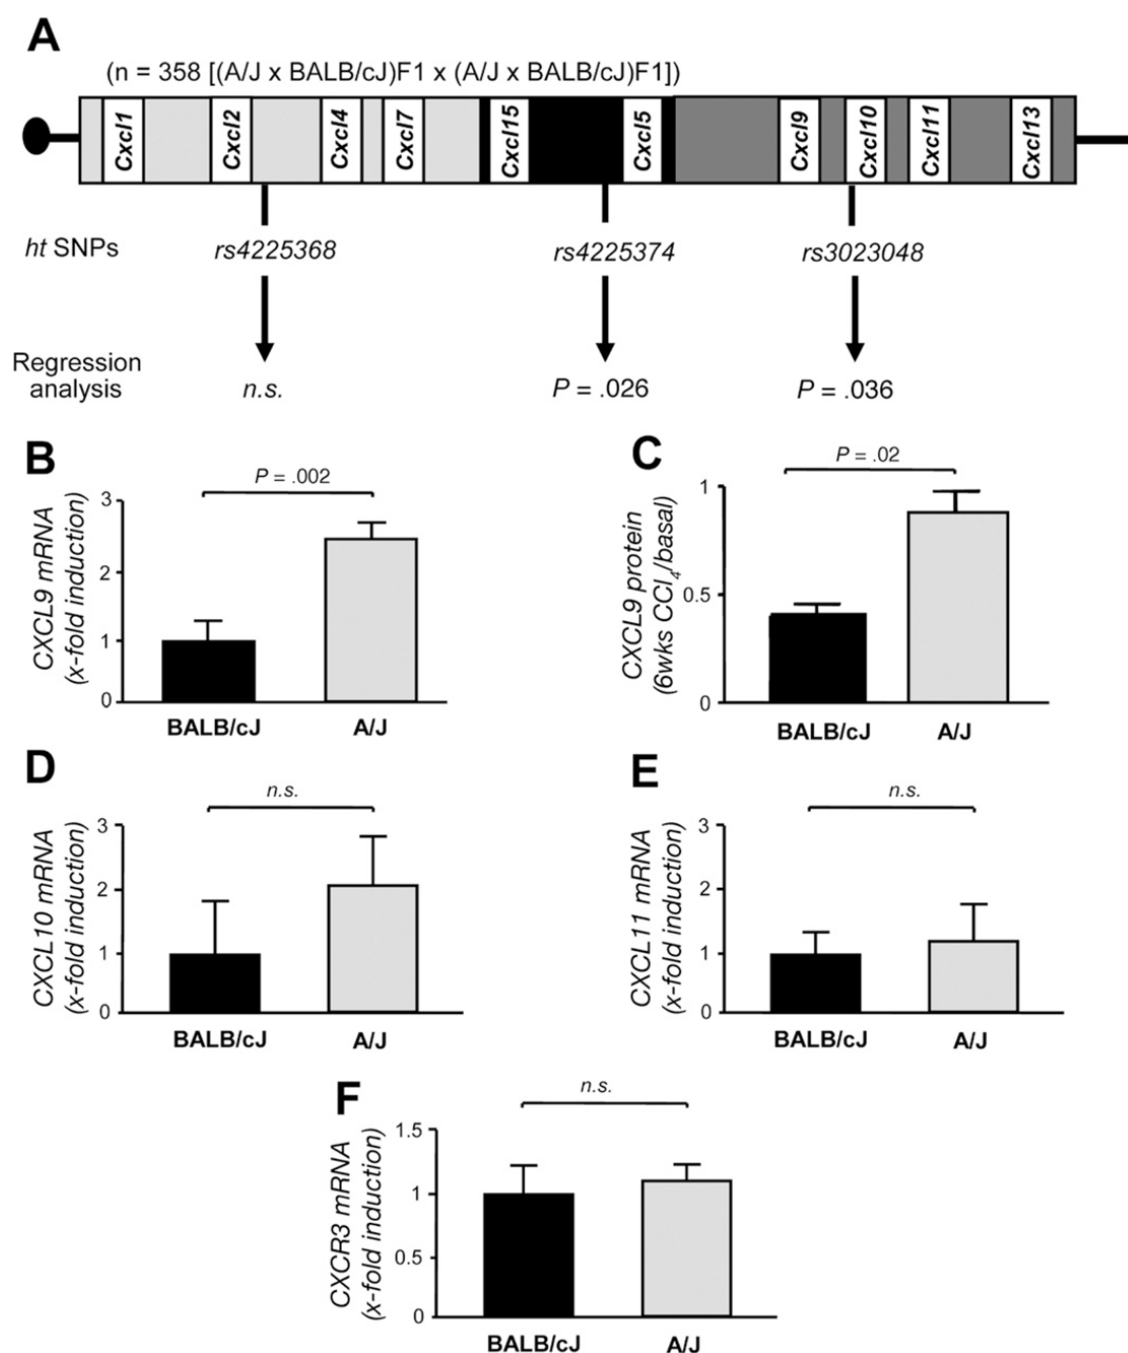 A
(n = 358 [(A/J x BALB/cJ)F1 x (A/J x BALB/cJ)F1])
Cxcl1 Cxcl2 Cxcl4 Cxcl7 Cxcl15 Cxcl5 Cxcl9 Cxcl10 Cxcl11 Cxcl13
ht SNPs rs4225368 rs4225374 rs3023048
Regression
analysis n.s. P = .026 P = .036
B
P = .002
CXCL9 mRNA
(x-fold induction)
3
2
1
0
BALB/cJ A/J
C
P = .02
CXCL9 protein
(6wks CCl4/basal)
1
0.5
0
BALB/cJ A/J
D
n.s.
CXCL10 mRNA
(x-fold induction)
3
2
1
0
BALB/cJ A/J
E
n.s.
CXCL11 mRNA
(x-fold induction)
3
2
1
0
BALB/cJ A/J
F
n.s.
CXCR3 mRNA
(x-fold induction)
1.5
1
0.5
0
BALB/cJ A/J